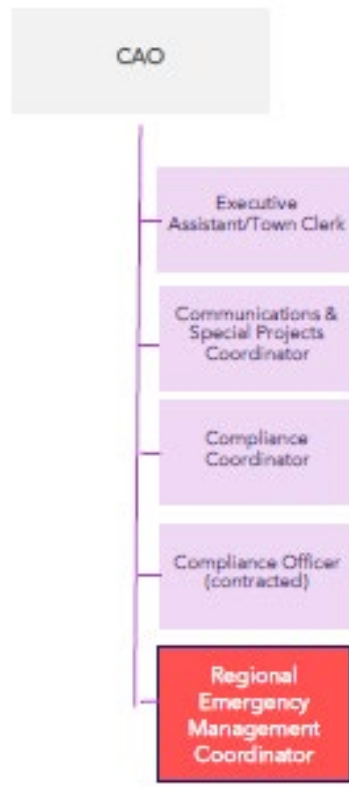 CAO
Executive
Assistant/Town Clerk
Communications &
Special Projects
Coordinator
Compliance
Coordinator
Compliance Officer
(contracted)
Regional
Emergency
Management
Coordinator